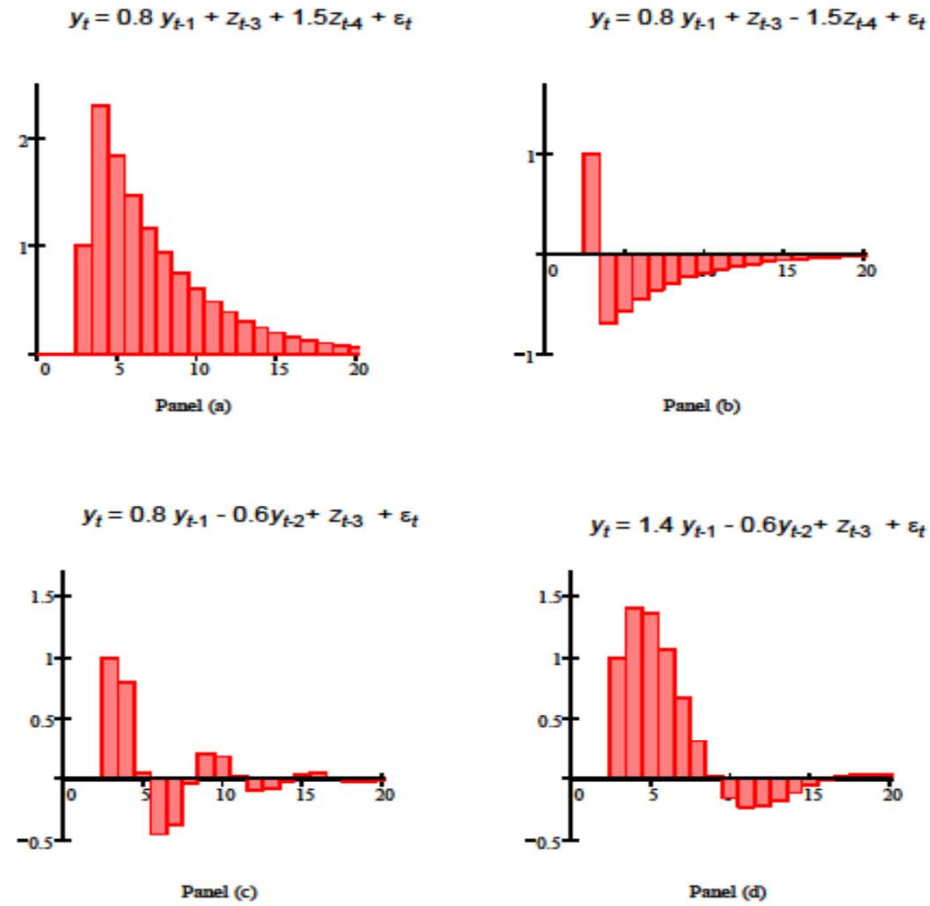 yt = 0.8 yt-1 + zt-3 + 1.5zt-4 + εt
2
1
0 5 10 15 20
Panel (a)
yt = 0.8 yt-1 + zt-3 - 1.5zt-4 + εt
1
0 15 20
−1
Panel (b)
yt = 0.8 yt-1 - 0.6yt-2+ zt-3 + εt
1.5
1
0.5
0 5 10 15 20
−0.5
Panel (c)
yt = 1.4 yt-1 - 0.6yt-2+ zt-3 + εt
1.5
1
0.5
0 5 10 15 20
−0.5
Panel (d)